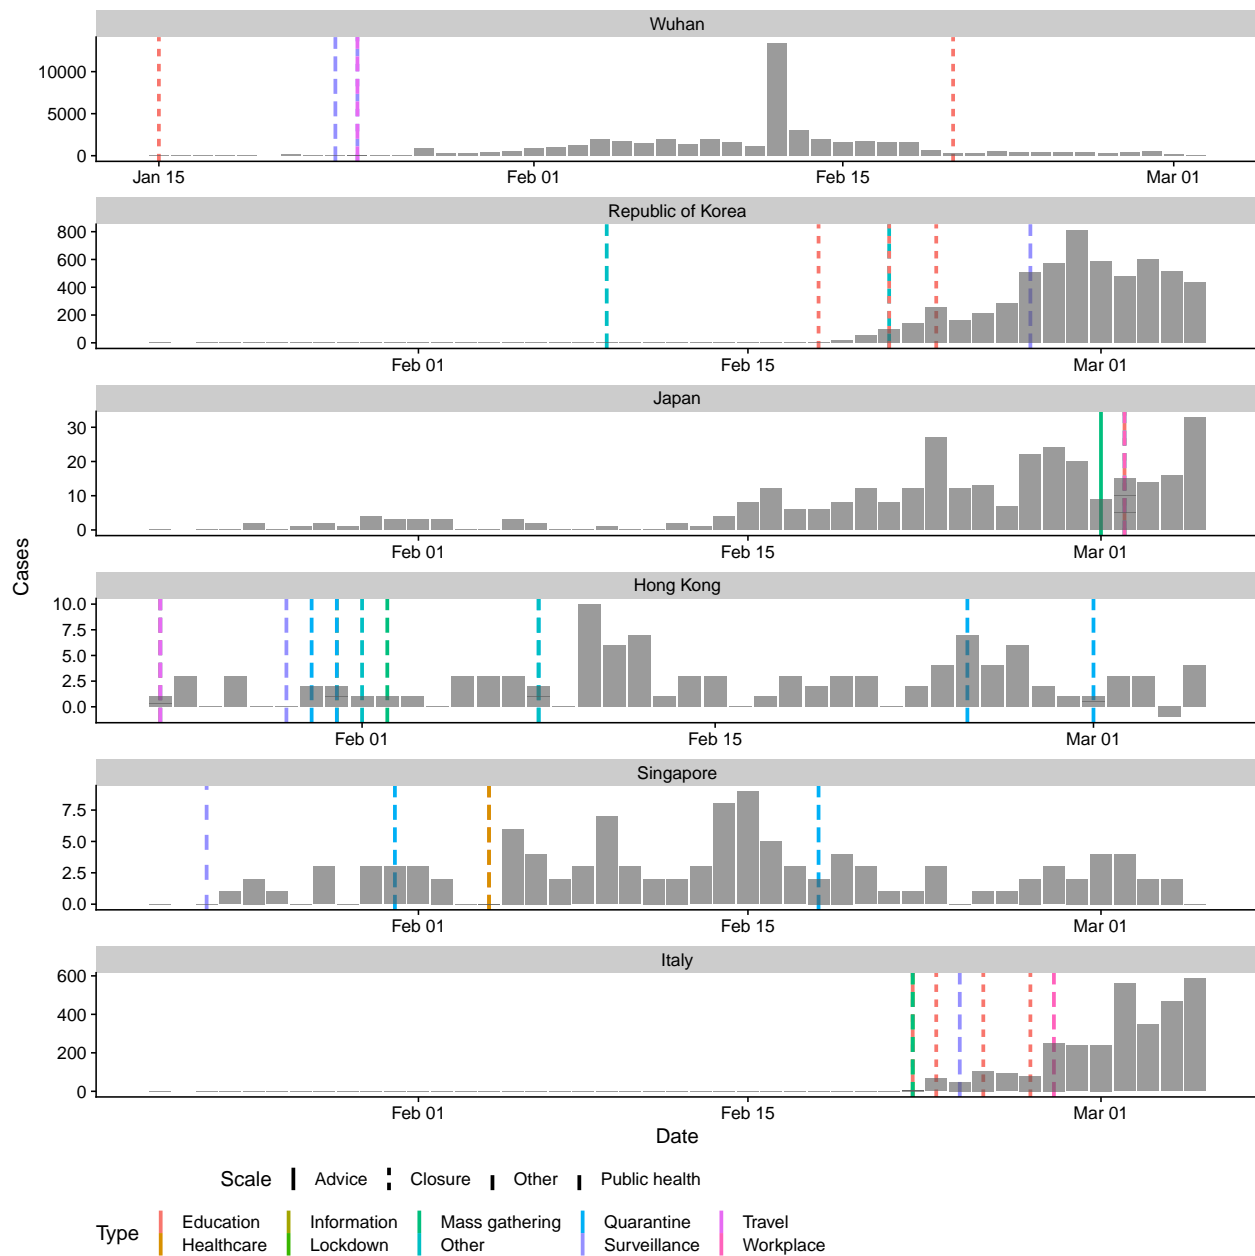 Wuhan
10000
5000
0
Jan 15 Feb 01 Feb 15 Mar 01
Republic of Korea
800
600
400
200
0
Feb 01 Feb 15 Mar 01
Japan
30
20
10
0
Feb 01 Feb 15 Mar 01
Cases
Hong Kong
10.0
7.5
5.0
2.5
0.0
Feb 01 Feb 15 Mar 01
Singapore
7.5
5.0
2.5
0.0
Feb 01 Feb 15 Mar 01
Italy
600
400
200
0
Feb 01 Feb 15 Mar 01
Date
Scale Advice Closure Other Public health
Type
Education Information Mass gathering Quarantine Travel
Healthcare Lockdown Other Surveillance Workplace